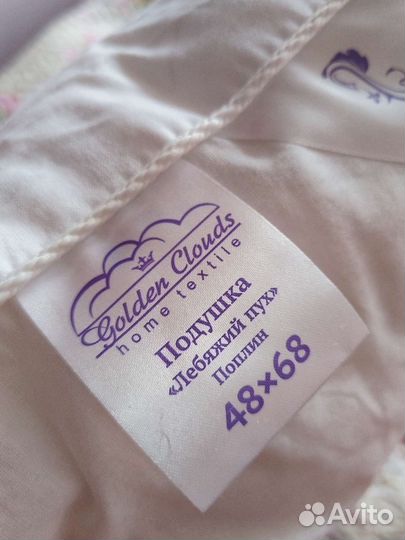 Golden Clouds
home textile
Подушка
«Лебяжий пух»
Поплин
48×68
Avito